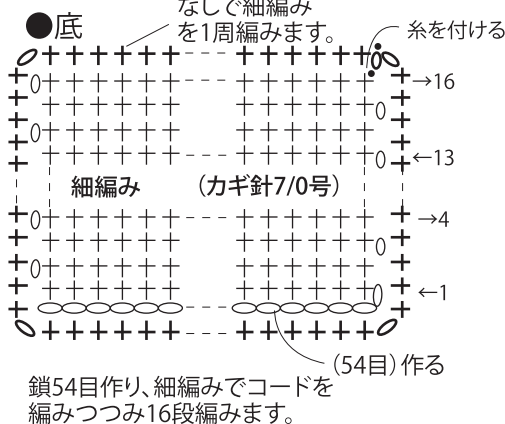 なしで細編み
●底
を1周編みます。
糸を付ける
→16
←13
細編み (カギ針7/0号)
→4
←1
(54目)作る
鎖54目作り、細編みでコードを
編みつつみ16段編みます。